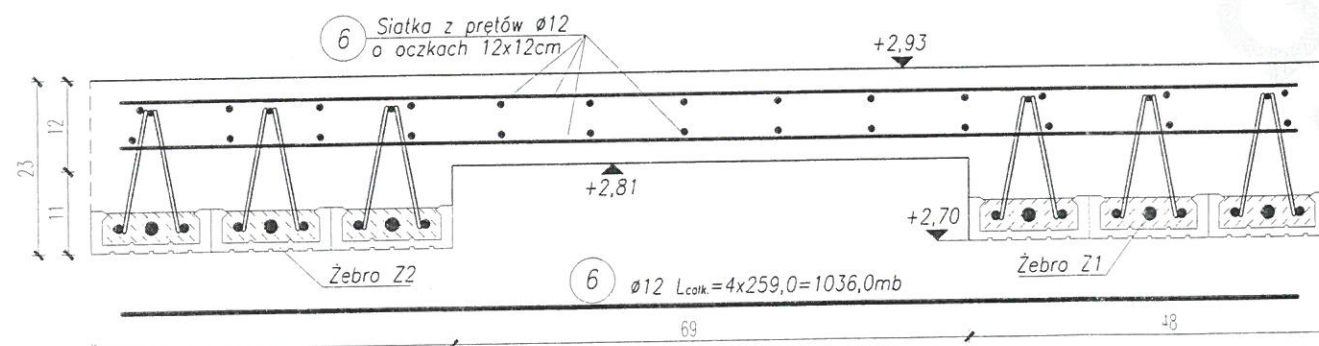 6
Siatka z prętów ø12
o oczkach 12x12cm
+2,93
23
12
11
+2,81
+2,70
Żebro Z2
Żebro Z1
6
ø12 Lcałk.=4x259,0=1036,0mb
69
48